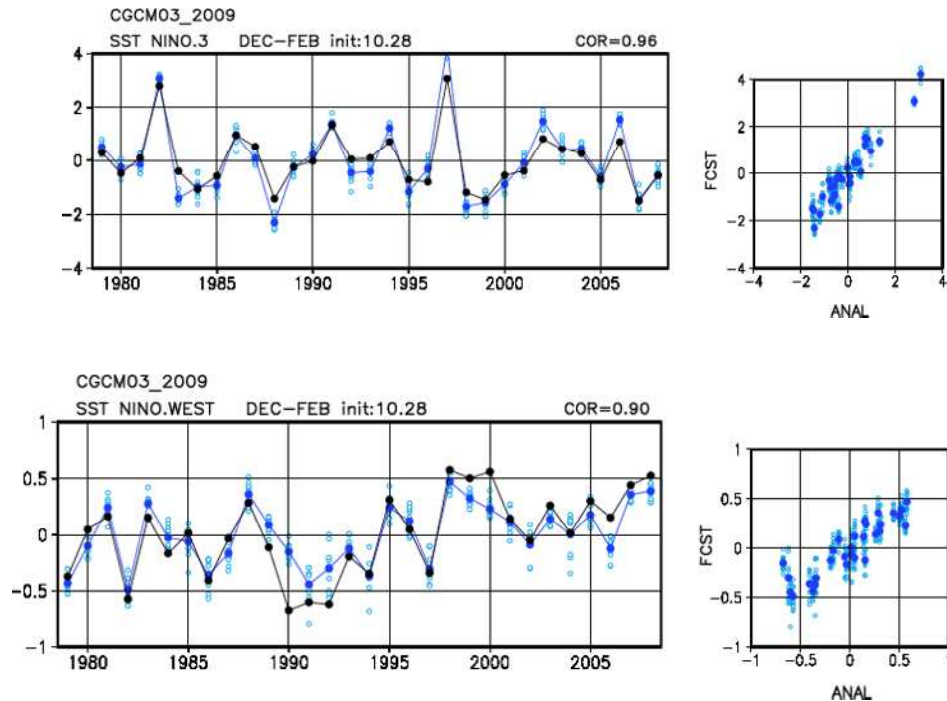 CGCM03_2009
SST NINO.3 DEC-FEB init:10.28 COR=0.96
4
2
0
-2
-4
1980 1985 1990 1995 2000 2005
4
2
0
-2
-4
FCST
-4 -2 0 2 4
ANAL
CGCM03_2009
SST NINO.WEST DEC-FEB init:10.28 COR=0.90
1
0.5
0
-0.5
-1
1980 1985 1990 1995 2000 2005
1
0.5
0
-0.5
-1
FCST
-1 -0.5 0 0.5 1
ANAL